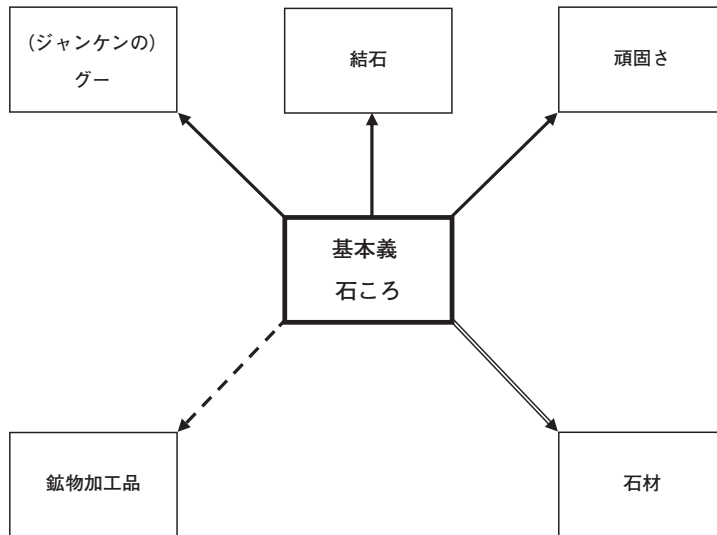 (ジャンケンの)
グー
結石
頑固さ
基本義
石ころ
鉱物加工品
石材